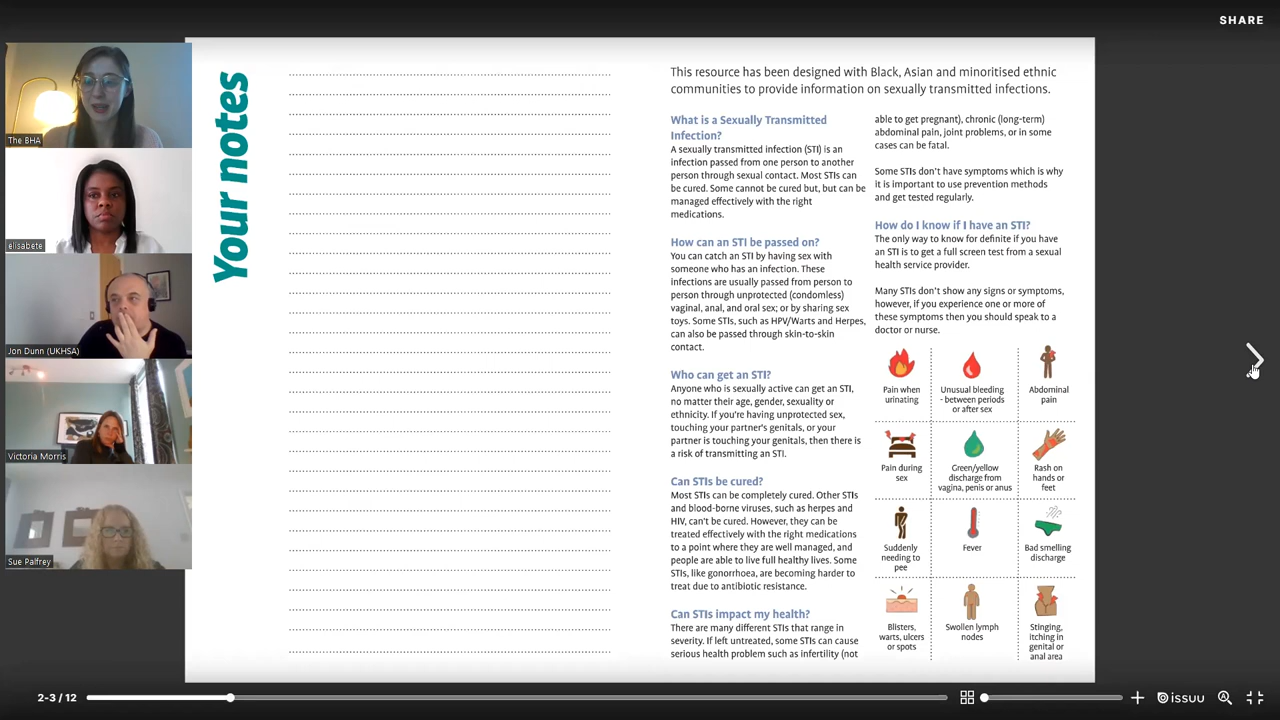 SHARE
The BHA
elisabete
Jon Dunn (UKHSA)
Victoria Morris
Sue Palfrey
Your notes
This resource has been designed with Black, Asian and minoritised ethnic
communities to provide information on sexually transmitted infections.
What is a Sexually Transmitted
Infection?
A sexually transmitted infection (STI) is an
infection passed from one person to another
person through sexual contact. Most STIs can
be cured. Some cannot be cured but, but can be
managed effectively with the right
medications.
How can an STI be passed on?
You can catch an STI by having sex with
someone who has an infection. These
infections are usually passed from person to
person through unprotected (condomless)
vaginal, anal, and oral sex; or by sharing sex
toys. Some STIs, such as HPV/Warts and Herpes,
can also be passed through skin-to-skin
contact.
Who can get an STI?
Anyone who is sexually active can get an STI,
no matter their age, gender, sexuality or
ethnicity. If you're having unprotected sex,
touching your partner's genitals, or your
partner is touching your genitals, then there is
a risk of transmitting an STI.
Can STIs be cured?
Most STIs can be completely cured. Other STIs
and blood-borne viruses, such as herpes and
HIV, can't be cured. However, they can be
treated effectively with the right medications
to a point where they are well managed, and
people are able to live full healthy lives. Some
STIs, like gonorrhoea, are becoming harder to
treat due to antibiotic resistance.
Can STIs impact my health?
There are many different STIs that range in
severity. If left untreated, some STIs can cause
serious health problem such as infertility (not
able to get pregnant), chronic (long-term)
abdominal pain, joint problems, or in some
cases can be fatal.
Some STIs don't have symptoms which is why
it is important to use prevention methods
and get tested regularly.
How do I know if I have an STI?
The only way to know for definite if you have
an STI is to get a full screen test from a sexual
health service provider.
Many STIs don't show any signs or symptoms,
however, if you experience one or more of
these symptoms then you should speak to a
doctor or nurse.
Pain when
urinating
Unusual bleeding
- between periods
or after sex
Abdominal
pain
Pain during
sex
Green/yellow
discharge from
vagina, penis or anus
Rash on
hands or
feet
Suddenly
needing to
pee
Fever
Bad smelling
discharge
Blisters,
warts, ulcers
or spots
Swollen lymph
nodes
Stinging,
itching in
genital or
anal area
2-3 / 12
issuu